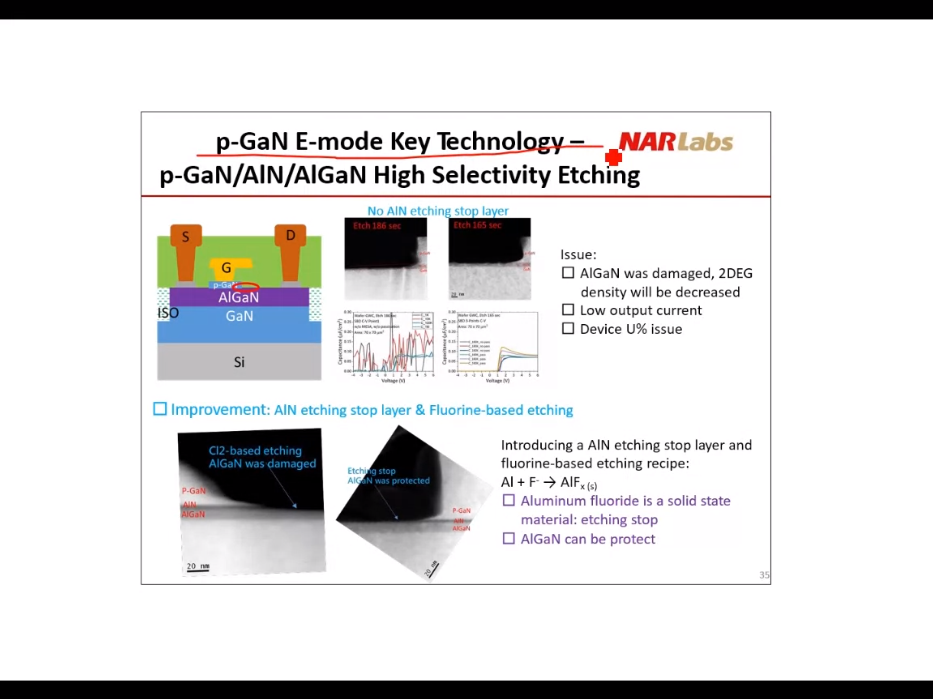 p-GaN E-mode Key Technology –
NARLabs
p-GaN/AlN/AlGaN High Selectivity Etching
No AlN etching stop layer
Etch 186 sec
Etch 165 sec
S
D
G
p-GaN
AlGaN
ISO
GaN
Si
Voltage (V)
Voltage (V)
Issue:
AlGaN was damaged, 2DEG
density will be decreased
Low output current
Device U% issue
Improvement: AlN etching stop layer & Fluorine-based etching
Cl2-based etching
AlGaN was damaged
P-GaN
AlN
AlGaN
20 nm
Etching stop
AlGaN was protected
P-GaN
AlN
AlGaN
20 nm
Introducing a AlN etching stop layer and
fluorine-based etching recipe:
Al + F- → AlFx (s)
Aluminum fluoride is a solid state
material: etching stop
AlGaN can be protect
35